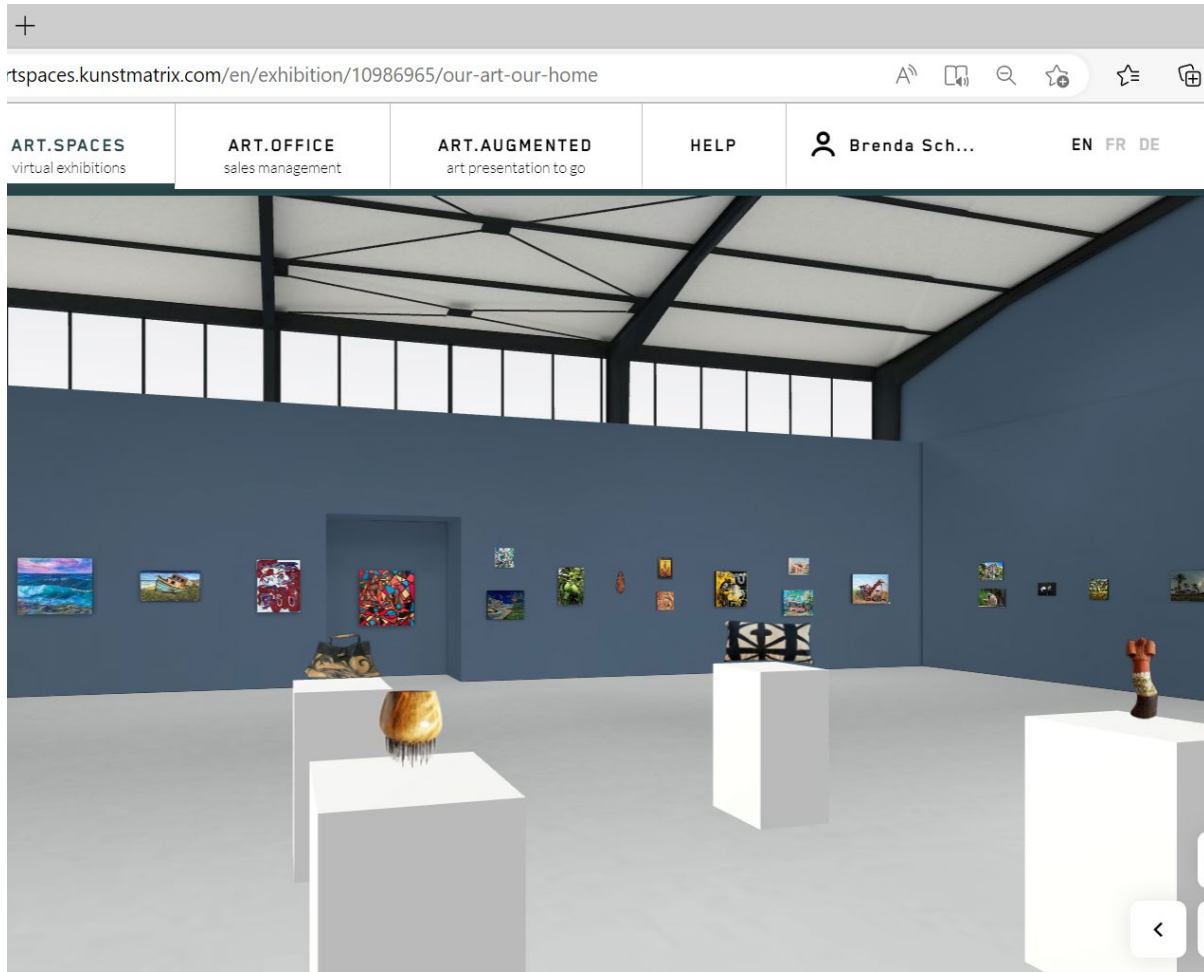 rtspaces.kunstmatrix.com/en/exhibition/10986965/our-art-our-home
ART.SPACES
virtual exhibitions
ART.OFFICE
sales management
ART.AUGMENTED
art presentation to go
HELP
Brenda Sch...
EN FR DE